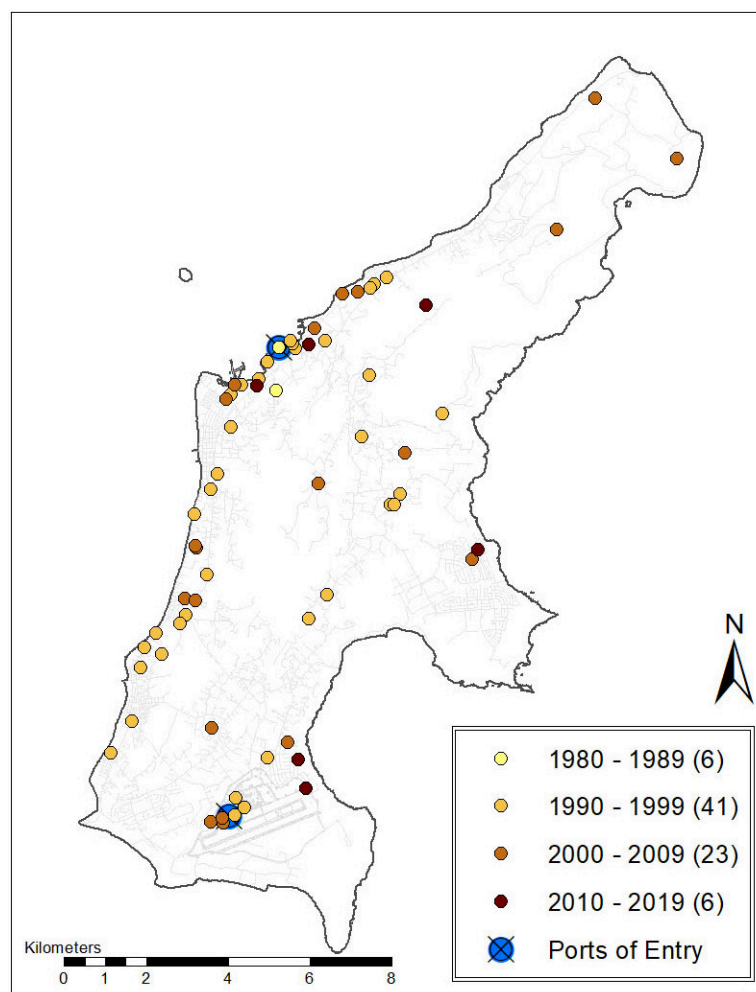 N
1980 - 1989 (6)
1990 - 1999 (41)
2000 - 2009 (23)
2010 - 2019 (6)
Ports of Entry
Kilometers
0 1 2 4 6 8